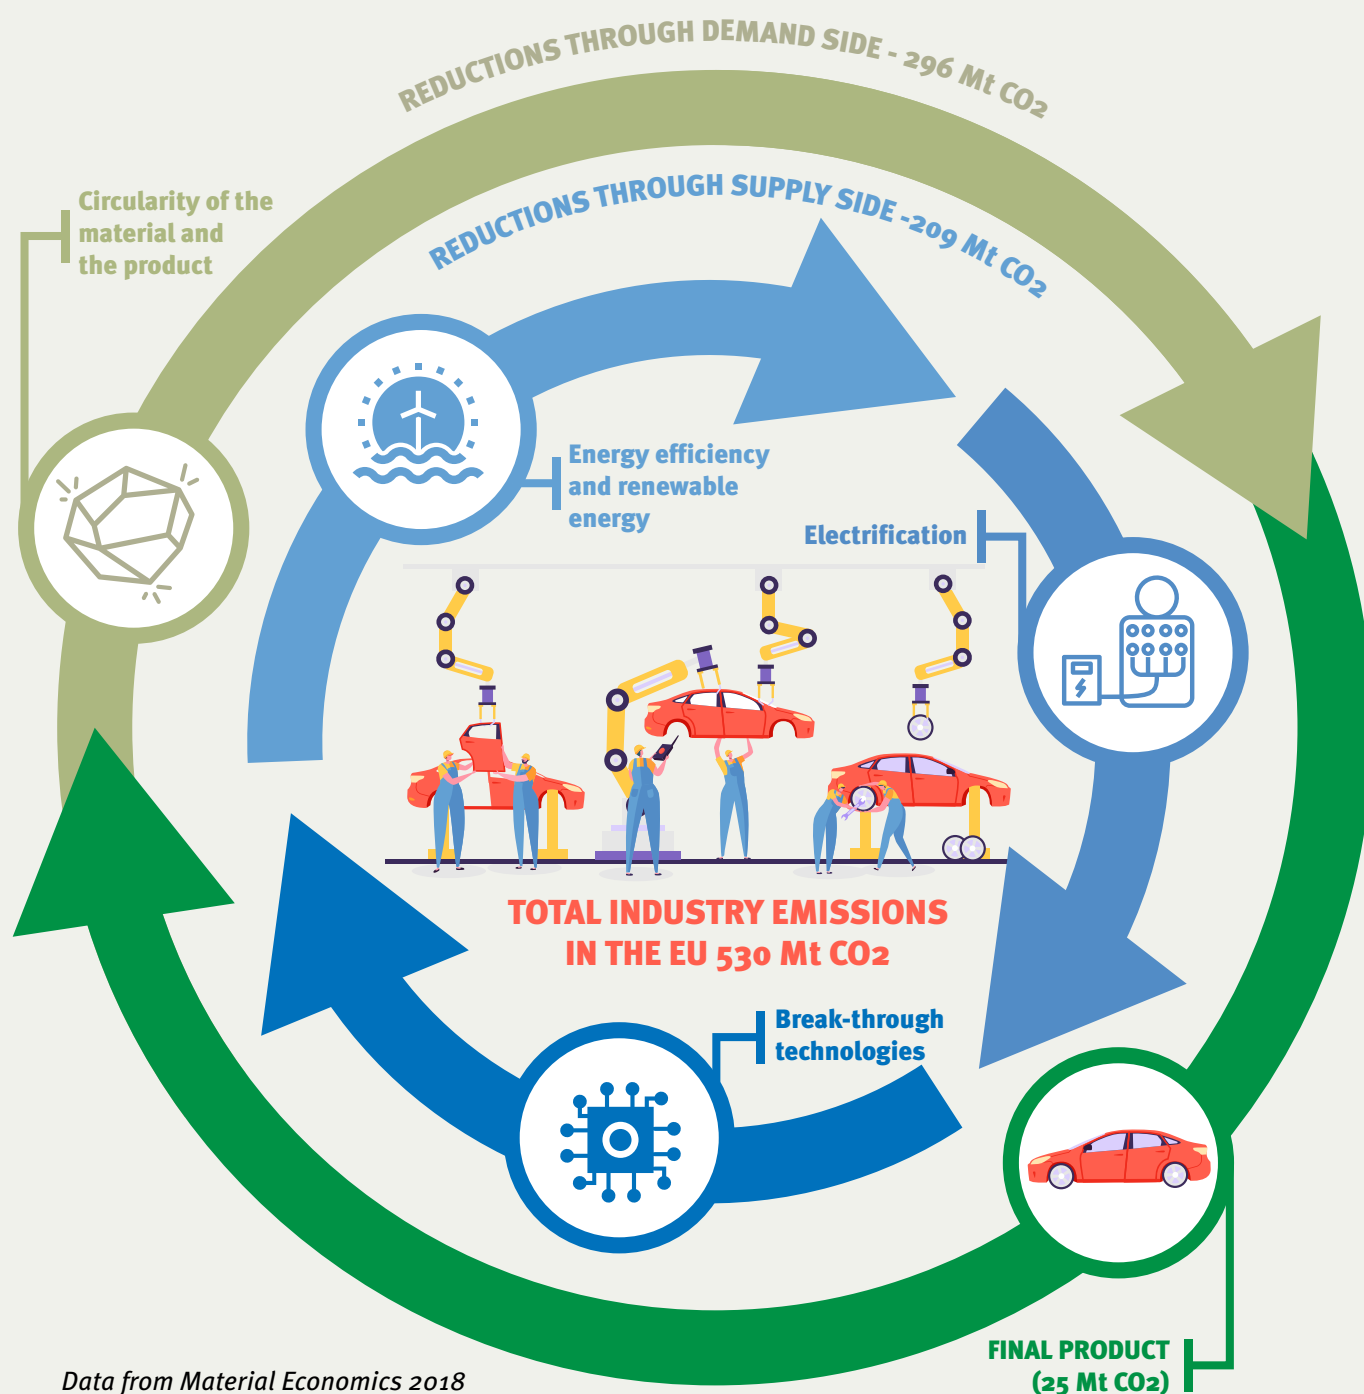 REDUCTIONS THROUGH DEMAND SIDE - 296 Mt CO2
REDUCTIONS THROUGH SUPPLY SIDE -209 Mt CO2
Circularity of the
material and
the product
Energy efficiency
and renewable
energy
Electrification
TOTAL INDUSTRY EMISSIONS
IN THE EU 530 Mt CO2
Break-through
technologies
FINAL PRODUCT
(25 Mt CO2)
Data from Material Economics 2018